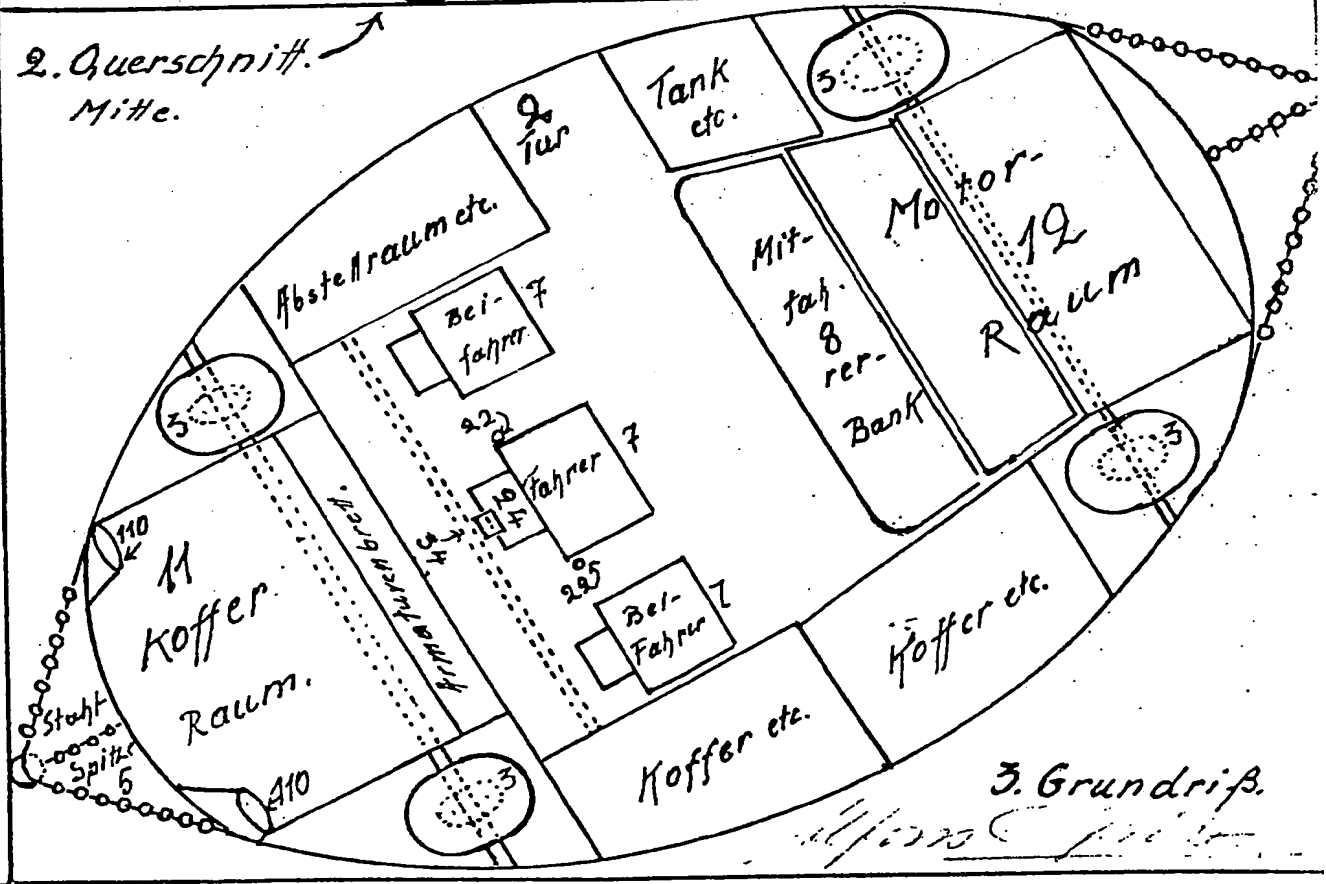 2. Querschnitt.
Mitte.
2
Tür
Tank
etc.
3
Abstellraum etc.
Bei-
fahrer
7
Mit-
fah-
8
rer-
Bank
Motor-
12
Raum
3
3
22
Fahrer
7
24
34
225
Armaturenbrett.
Bei-
Fahrer
7
110
11
Koffer
Raum.
Koffer etc.
Koffer etc.
Stahl
Spitze
5
110
3
3. Grundriß.